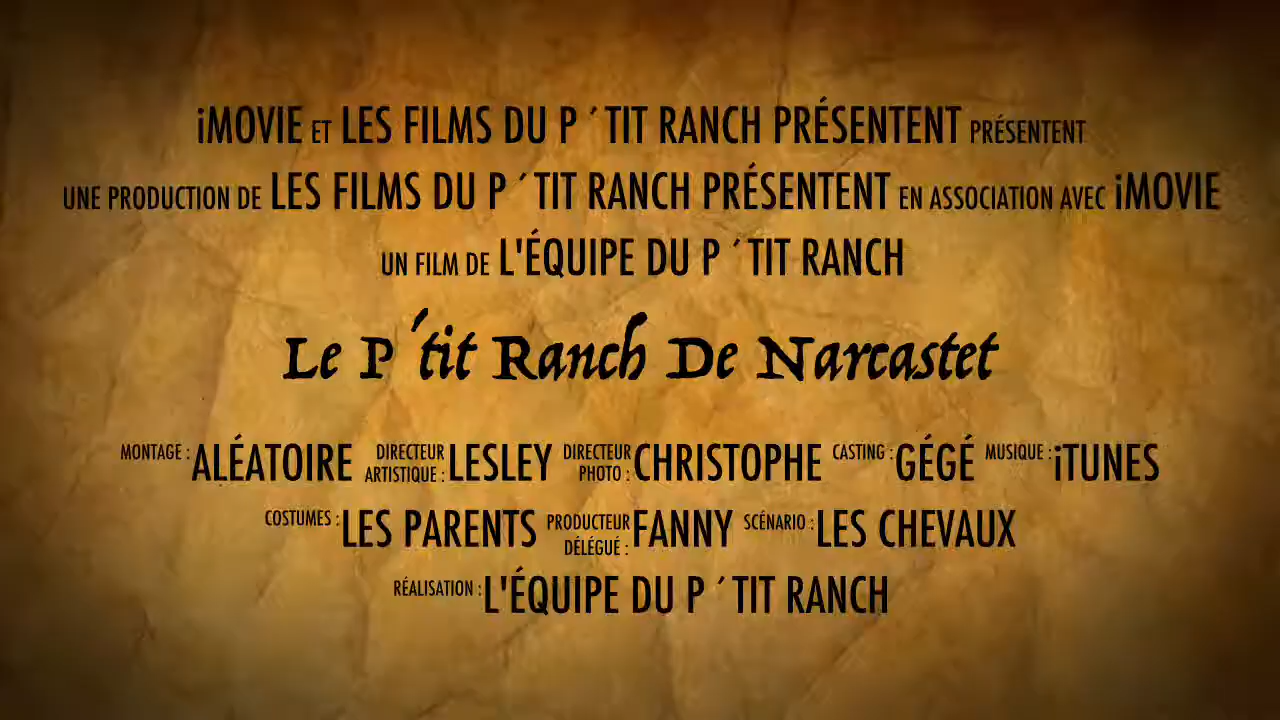 iMOVIE ET LES FILMS DU P ´TIT RANCH PRÉSENTENT PRÉSENTENT
UNE PRODUCTION DE LES FILMS DU P ´TIT RANCH PRÉSENTENT EN ASSOCIATION AVEC iMOVIE
UN FILM DE L'ÉQUIPE DU P ´TIT RANCH
Le P ´tit Ranch De Narcastet
MONTAGE : ALÉATOIRE DIRECTEUR ARTISTIQUE : LESLEY DIRECTEUR PHOTO : CHRISTOPHE CASTING : GÉGÉ MUSIQUE : iTUNES
COSTUMES : LES PARENTS PRODUCTEUR DÉLÉGUÉ : FANNY SCÉNARIO : LES CHEVAUX
RÉALISATION : L'ÉQUIPE DU P ´TIT RANCH